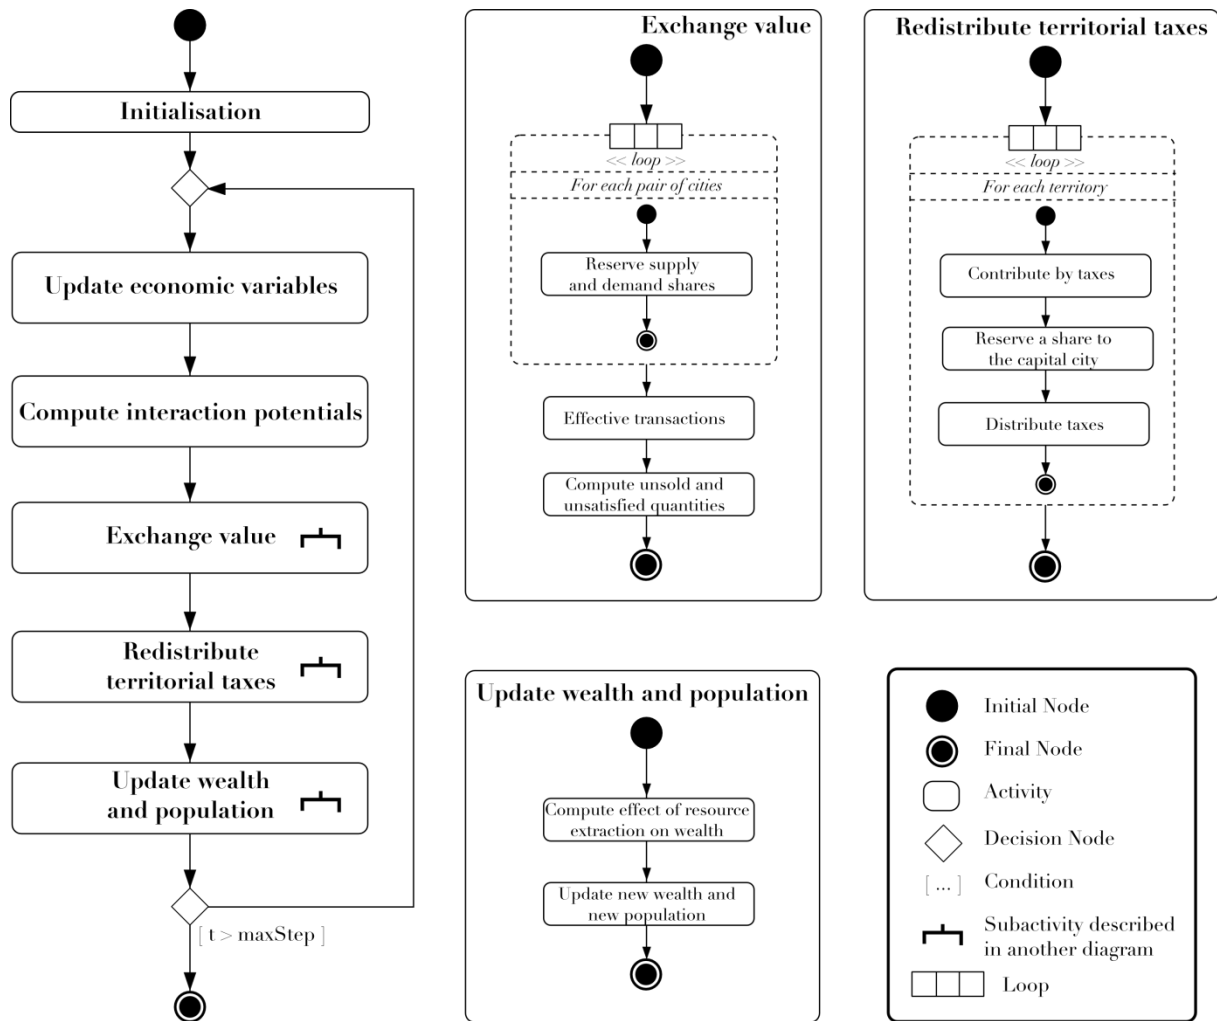 Initialisation
Update economic variables
Compute interaction potentials
Exchange value
Redistribute
territorial taxes
Update wealth
and population
[ t > maxStep ]
Exchange value
<< loop >>
For each pair of cities
Reserve supply
and demand shares
Effective transactions
Compute unsold and
unsatisfied quantities
Redistribute territorial taxes
<< loop >>
For each territory
Contribute by taxes
Reserve a share to
the capital city
Distribute taxes
Update wealth and population
Compute effect of resource
extraction on wealth
Update new wealth and
new population
Initial Node
Final Node
Activity
Decision Node
[ ... ] Condition
Subactivity described
in another diagram
Loop